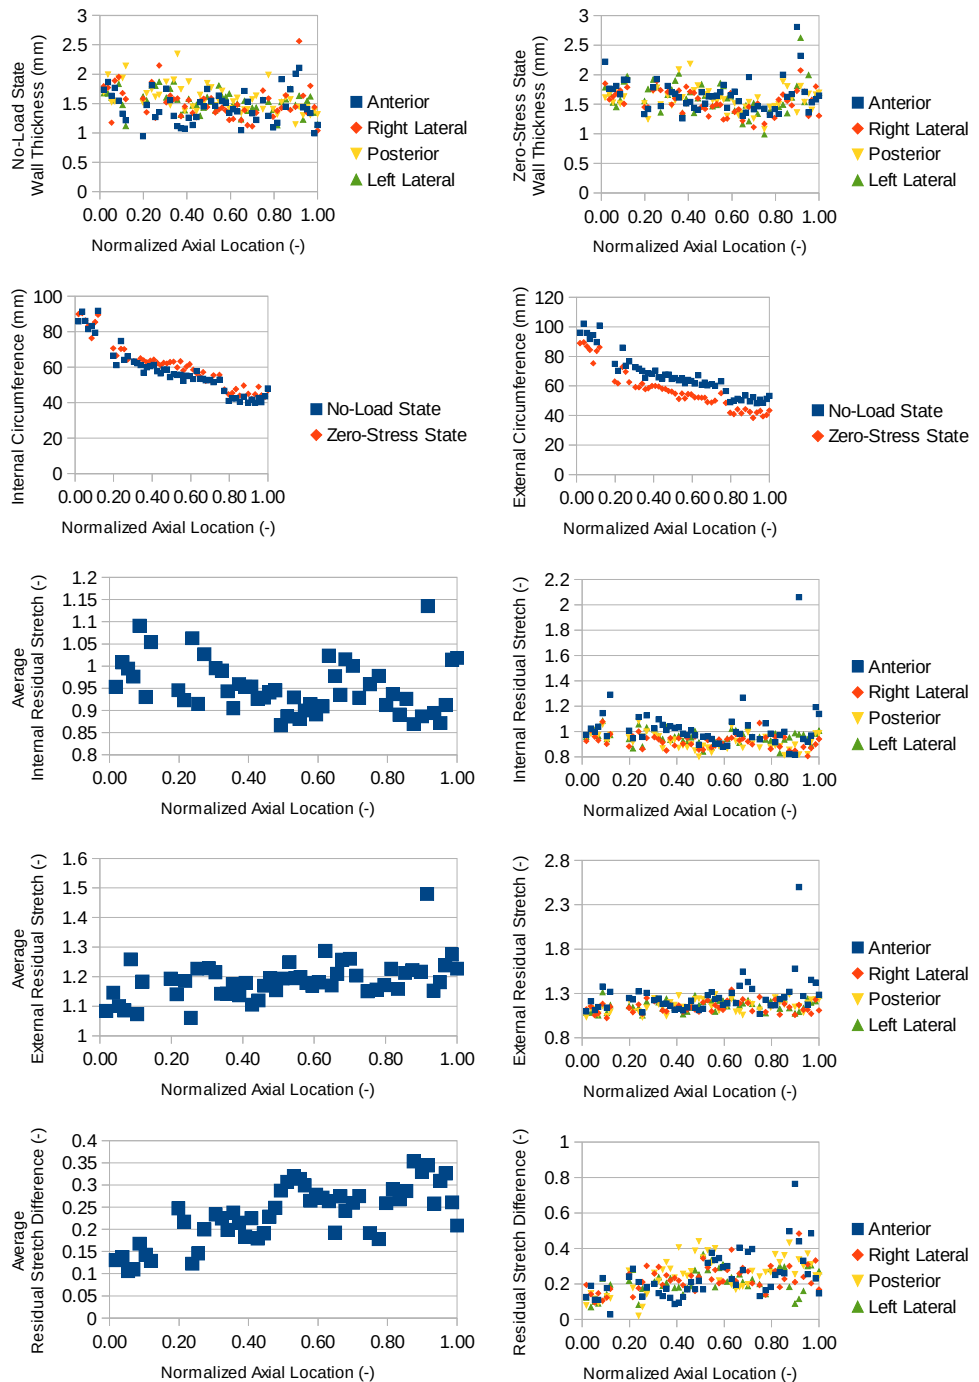 No-Load State
Wall Thickness (mm)
3
2.5
2
1.5
1
0.5
0
0.00 0.20 0.40 0.60 0.80 1.00
Normalized Axial Location (-)
Anterior
Right Lateral
Posterior
Left Lateral
Zero-Stress State
Wall Thickness (mm)
3
2.5
2
1.5
1
0.5
0
0.00 0.20 0.40 0.60 0.80 1.00
Normalized Axial Location (-)
Anterior
Right Lateral
Posterior
Left Lateral
Internal Circumference (mm)
100
80
60
40
20
0
0.00 0.20 0.40 0.60 0.80 1.00
Normalized Axial Location (-)
No-Load State
Zero-Stress State
External Circumference (mm)
120
100
80
60
40
20
0
0.00 0.20 0.40 0.60 0.80 1.00
Normalized Axial Location (-)
No-Load State
Zero-Stress State
Average
Internal Residual Stretch (-)
1.2
1.15
1.1
1.05
1
0.95
0.9
0.85
0.8
0.00 0.20 0.40 0.60 0.80 1.00
Normalized Axial Location (-)
Internal Residual Stretch (-)
2.2
2
1.8
1.6
1.4
1.2
1
0.8
0.00 0.20 0.40 0.60 0.80 1.00
Normalized Axial Location (-)
Anterior
Right Lateral
Posterior
Left Lateral
Average
External Residual Stretch (-)
1.6
1.5
1.4
1.3
1.2
1.1
1
0.00 0.20 0.40 0.60 0.80 1.00
Normalized Axial Location (-)
External Residual Stretch (-)
2.8
2.3
1.8
1.3
0.8
0.00 0.20 0.40 0.60 0.80 1.00
Normalized Axial Location (-)
Anterior
Right Lateral
Posterior
Left Lateral
Average
Residual Stretch Difference (-)
0.4
0.35
0.3
0.25
0.2
0.15
0.1
0.05
0
0.00 0.20 0.40 0.60 0.80 1.00
Normalized Axial Location (-)
Residual Stretch Difference (-)
1
0.8
0.6
0.4
0.2
0
0.00 0.20 0.40 0.60 0.80 1.00
Normalized Axial Location (-)
Anterior
Right Lateral
Posterior
Left Lateral